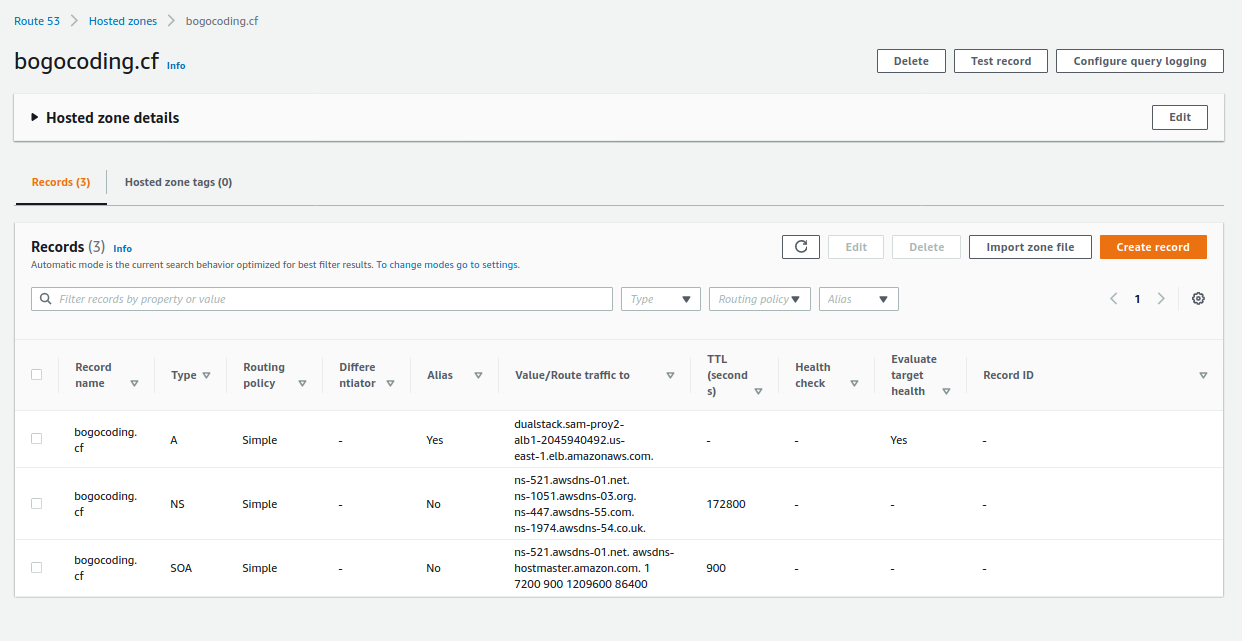 Route 53 > Hosted zones > bogocoding.cf
bogocoding.cf Info
Delete
Test record
Configure query logging
Hosted zone details
Edit
Records (3)
Hosted zone tags (0)
Records (3) Info
Edit
Delete
Import zone file
Create record
Automatic mode is the current search behavior optimized for best filter results. To change modes go to settings.
Filter records by property or value
Type
Routing policy
Alias
1
Record
name
Type
Routing
policy
Differe
ntiator
Alias
Value/Route traffic to
TTL
(second
s)
Health
check
Evaluate
target
health
Record ID
bogocoding.
cf
A
Simple
-
Yes
dualstack.sam-proy2-
alb1-2045940492.us-
east-1.elb.amazonaws.com.
-
-
Yes
-
bogocoding.
cf
NS
Simple
-
No
ns-521.awsdns-01.net.
ns-1051.awsdns-03.org.
ns-447.awsdns-55.com.
ns-1974.awsdns-54.co.uk.
172800
-
-
-
bogocoding.
cf
SOA
Simple
-
No
ns-521.awsdns-01.net. awsdns-
hostmaster.amazon.com. 1
7200 900 1209600 86400
900
-
-
-